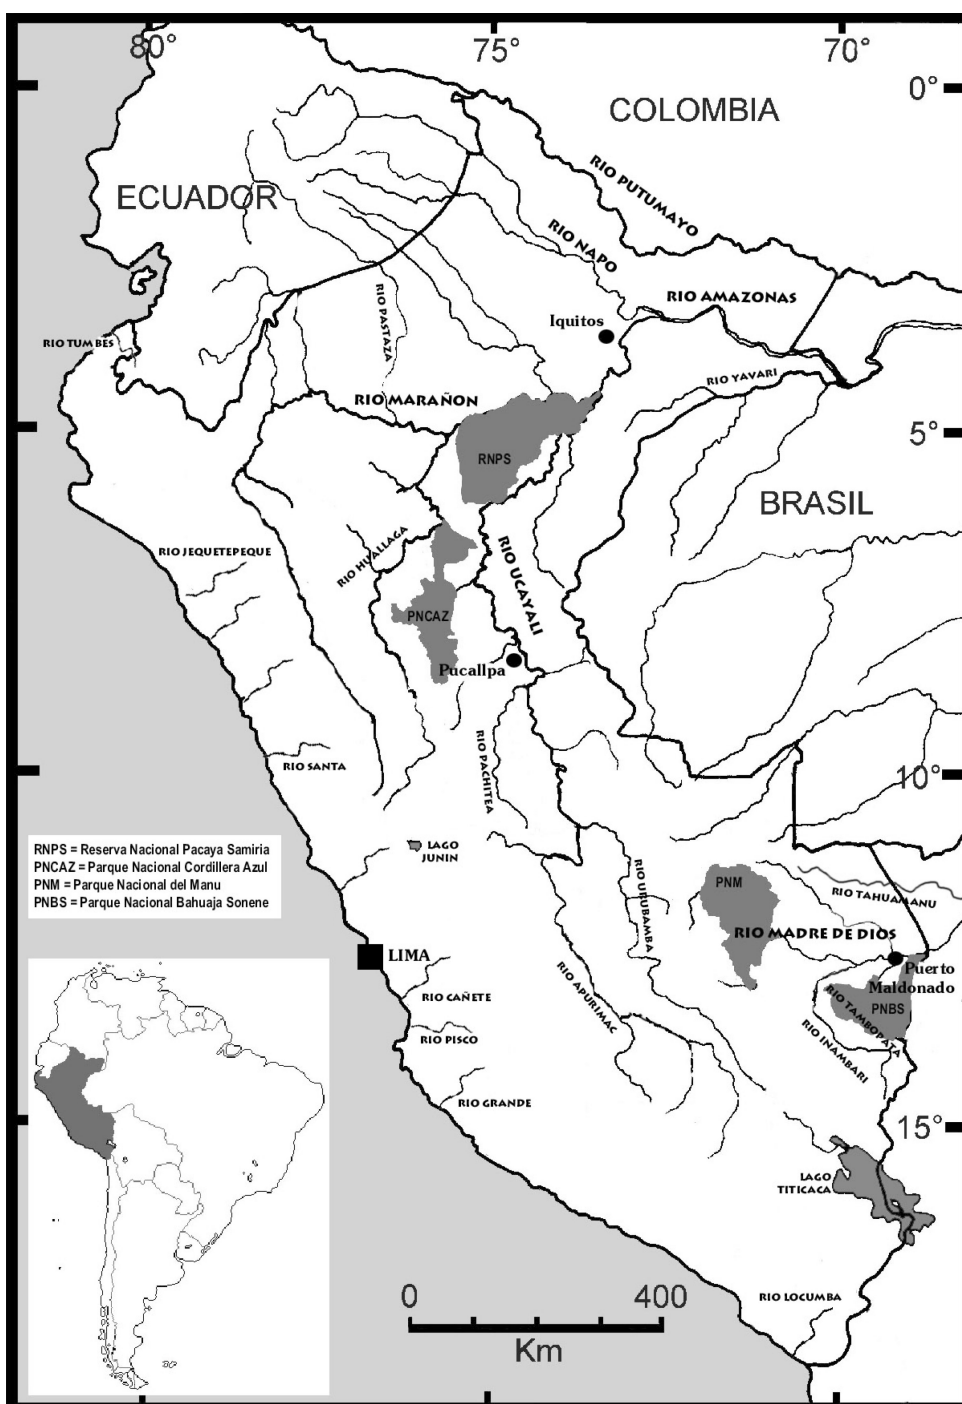 80°
75°
70°
0°
COLOMBIA
RIO PUTUMAYO
ECUADOR
RIO NAPO
RIO AMAZONAS
RIO PASTAZA
Iquitos
RIO TUMBES
RIO YAVARI
RIO MARAÑON
5°
RNPS
BRASIL
RIO HUALLAGA
RIO JEQUETEPEQUE
RIO UCAYALI
PNCAZ
Pucallpa
RIO SANTA
RIO PACHITEA
10°
RNPS = Reserva Nacional Pacaya Samiria
PNCAZ = Parque Nacional Cordillera Azul
PNM = Parque Nacional del Manu
PNBS = Parque Nacional Bahuaja Sonene
LAGO
JUNIN
RIO URUBAMBA
PNM
RIO TAHUAMANU
RIO MADRE DE DIOS
LIMA
Puerto
Maldonado
RIO CAÑETE
RIO APURIMAC
RIO TAMBOPATA
PNBS
RIO PISCO
RIO INAMBARI
RIO GRANDE
15°
LAGO
TITICACA
0
400
Km
RIO LOCUMBA